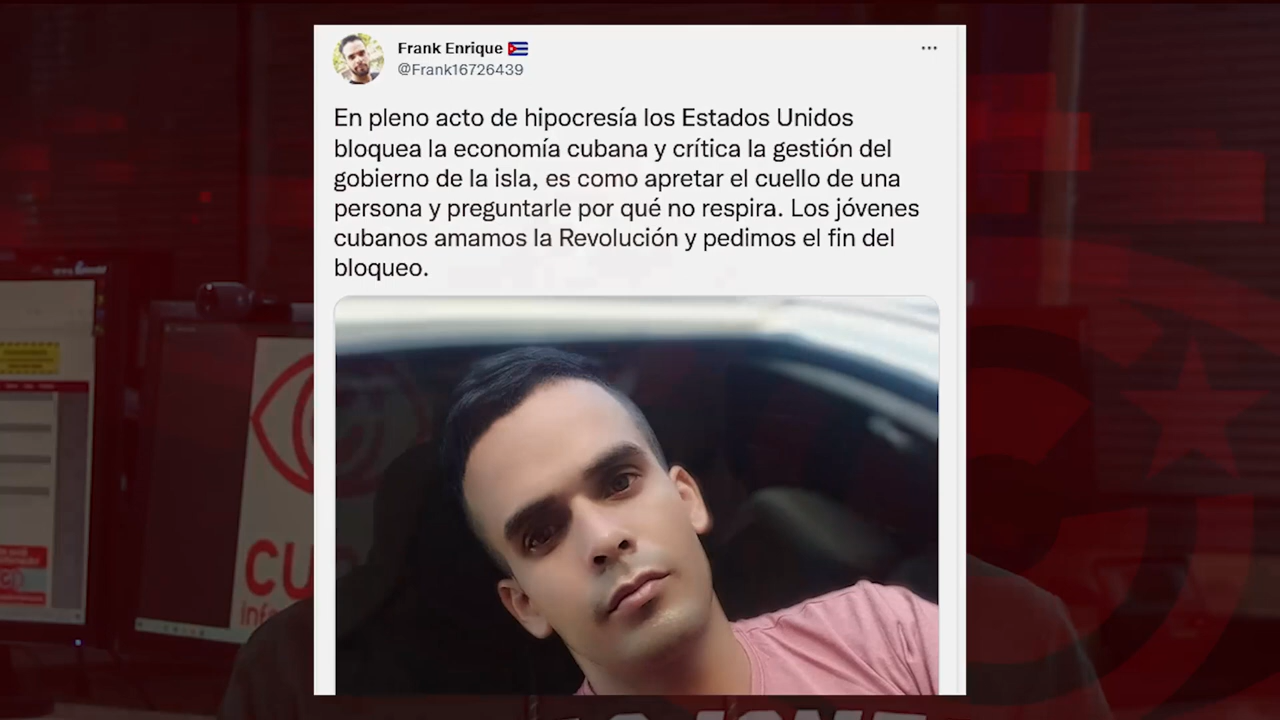 Frank Enrique
@Frank16726439
En pleno acto de hipocresía los Estados Unidos
bloquea la economía cubana y crítica la gestión del
gobierno de la isla, es como apretar el cuello de una
persona y preguntarle por qué no respira. Los jóvenes
cubanos amamos la Revolución y pedimos el fin del
bloqueo.
CU